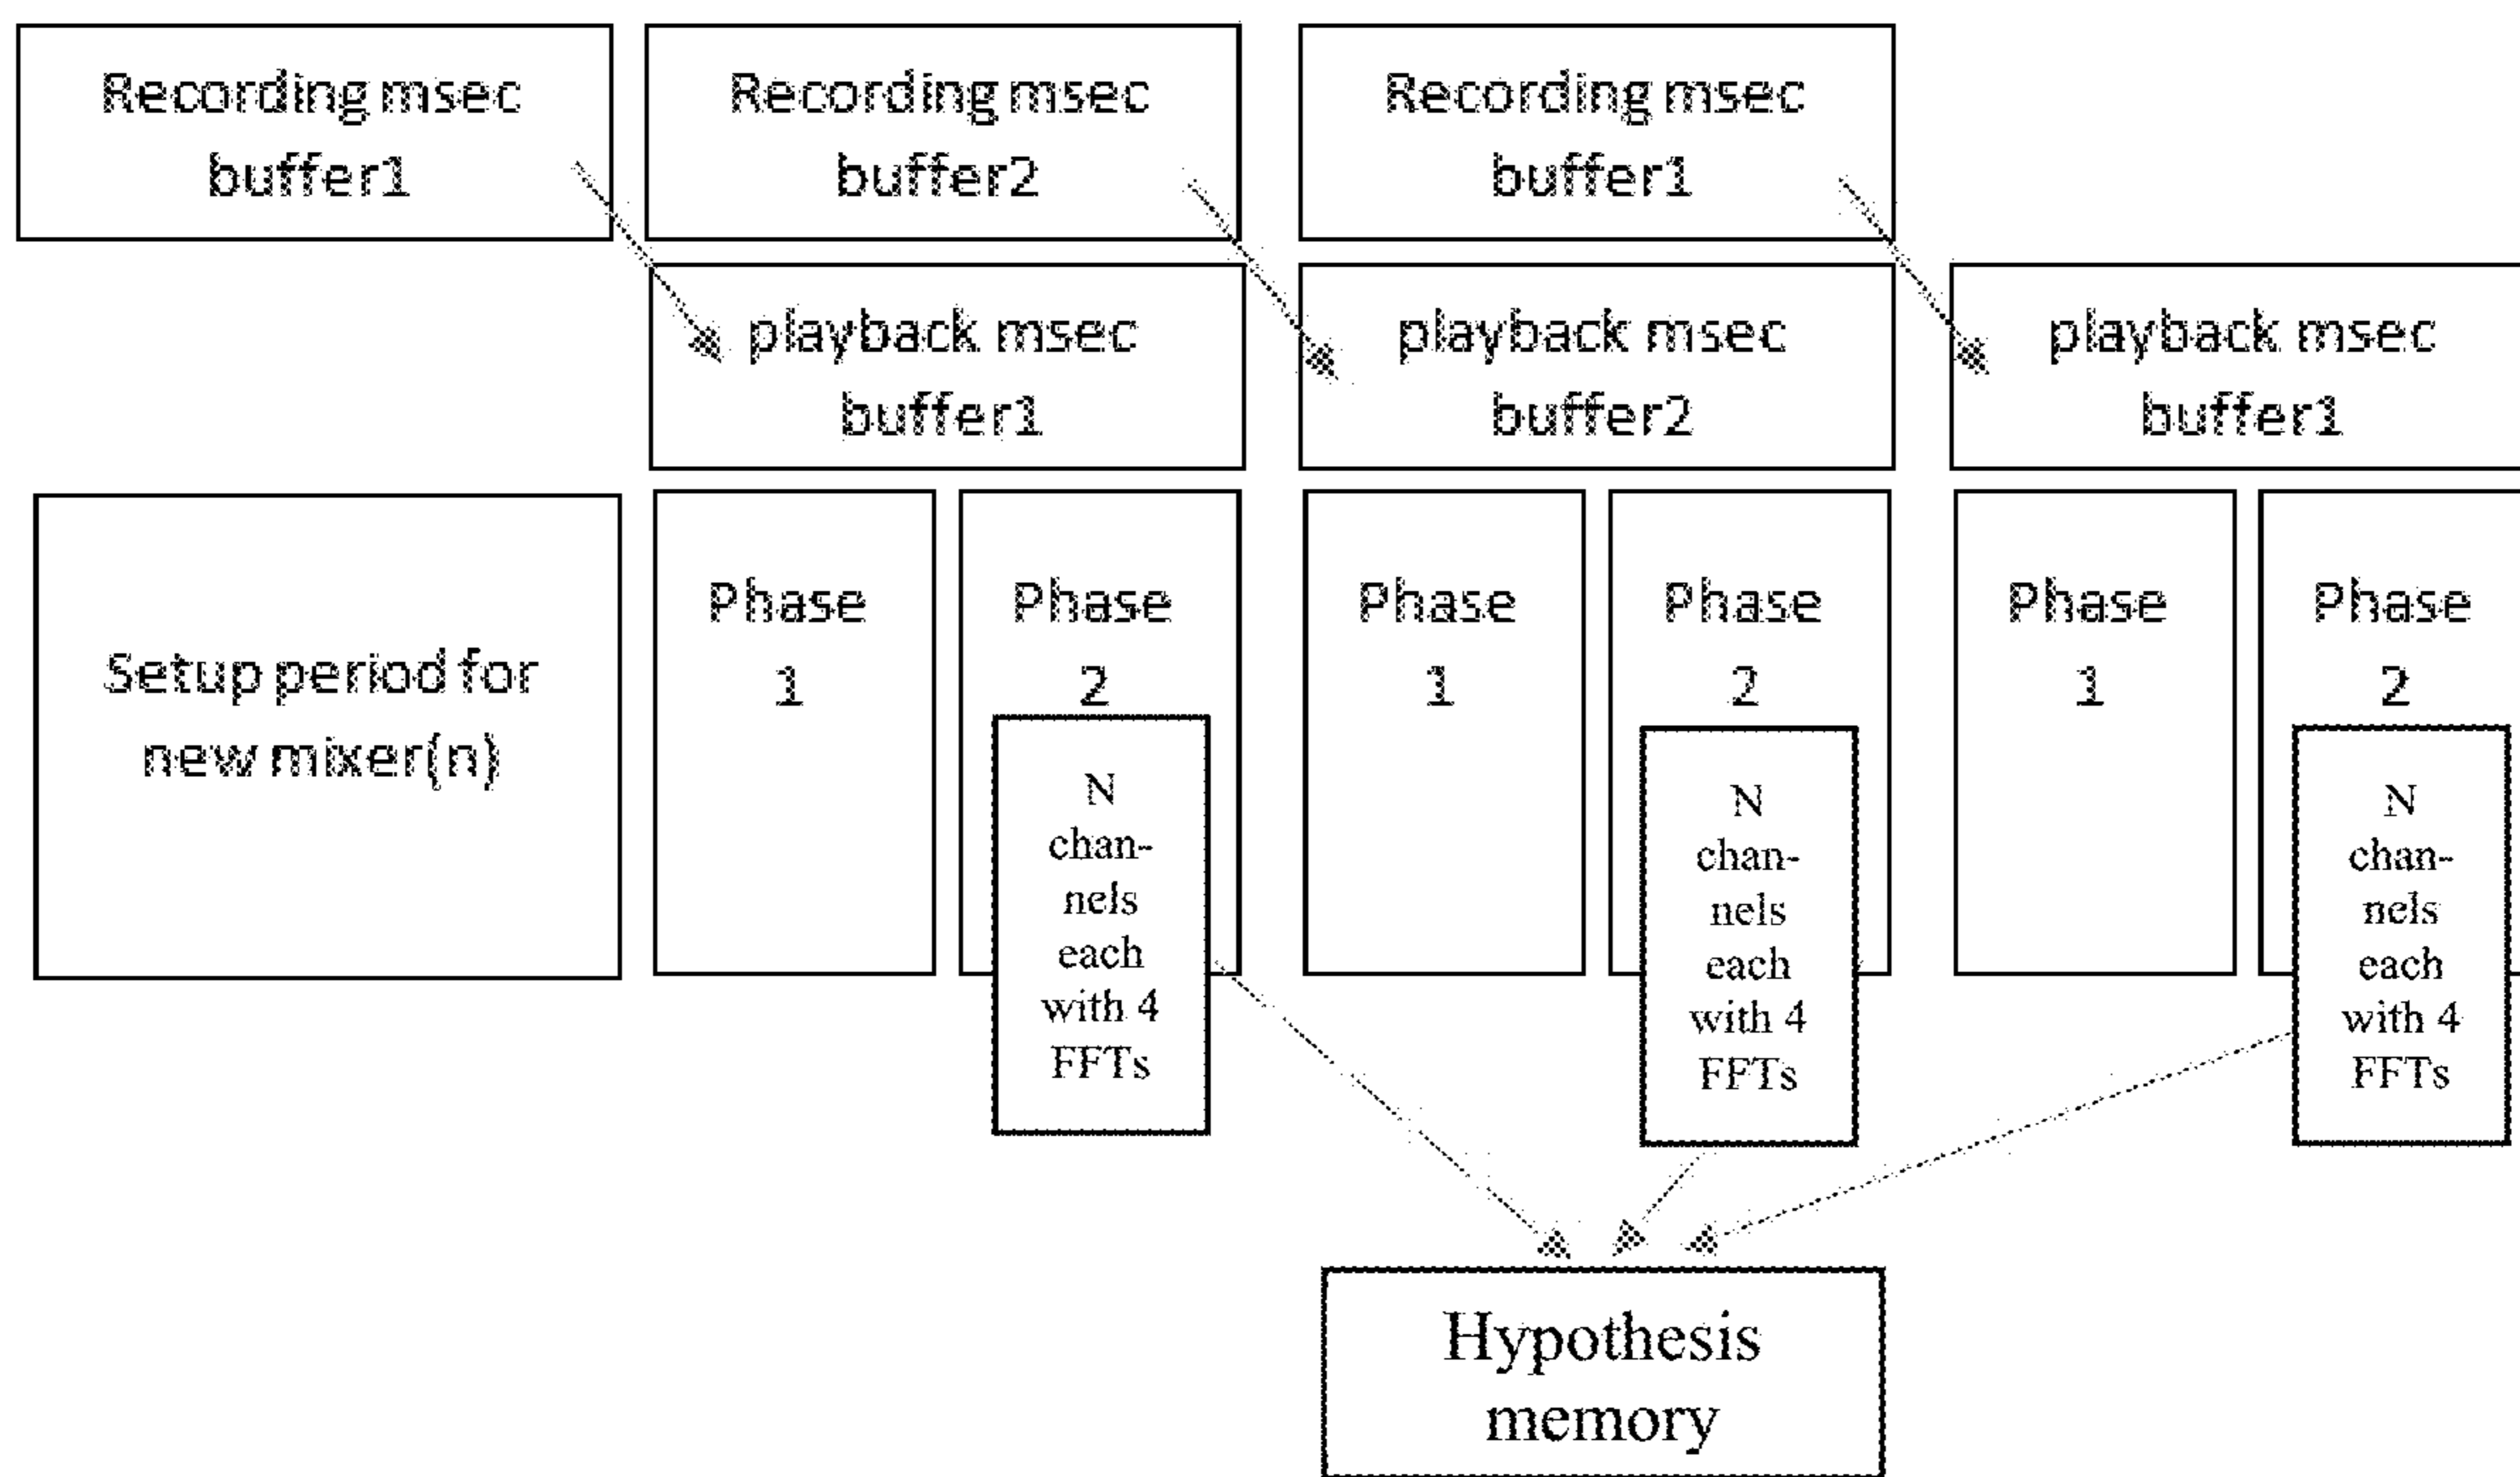 Recording msec
buffer1
Recording msec
buffer2
Recording msec
buffer1
playback msec
buffer1
playback msec
buffer2
playback msec
buffer1
Setup period for
new mixer(n)
Phase
1
Phase
2
Phase
1
Phase
2
Phase
1
Phase
2
N
chan-
nels
each
with 4
FFTs
N
chan-
nels
each
with 4
FFTs
N
chan-
nels
each
with 4
FFTs
Hypothesis
memory